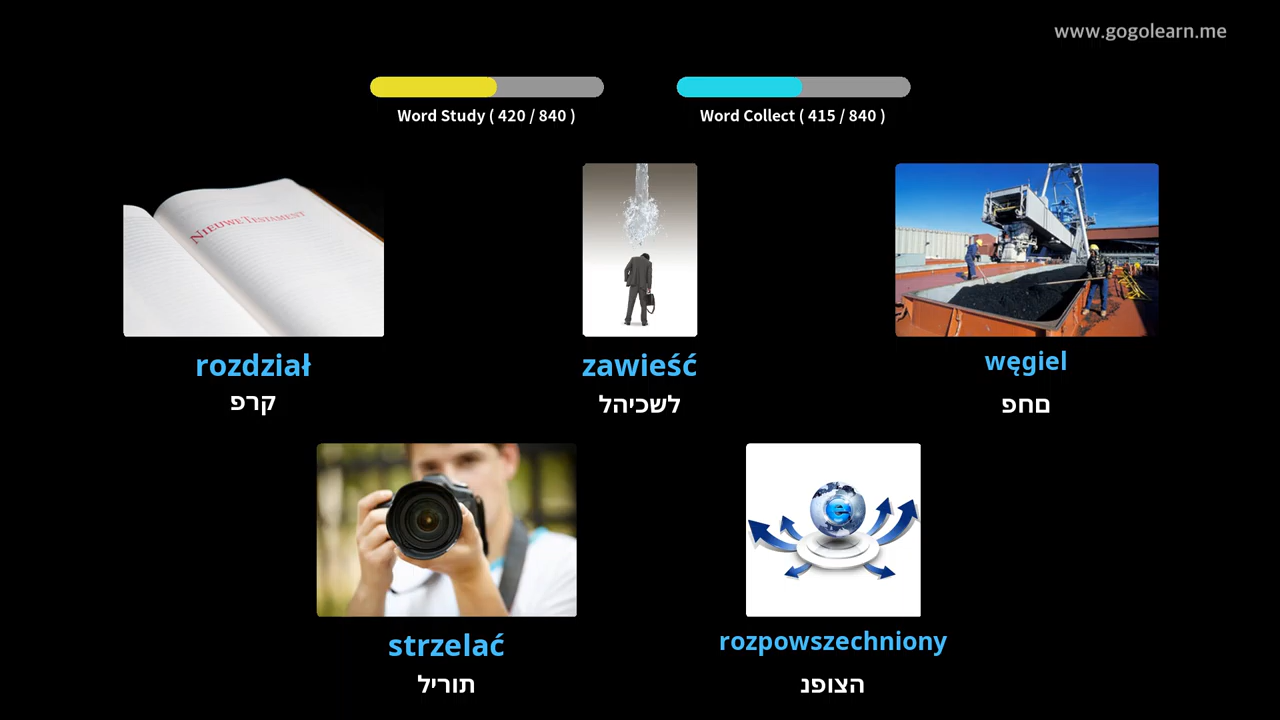 www.gogolearn.me
Word Study ( 420 / 840 )
Word Collect ( 415 / 840 )
NIEUWE TESTAMENT
rozdział
קרפ
zawieść
לשכיהל
węgiel
םחפ
strzelać
תוריל
rozpowszechniony
הצופנ